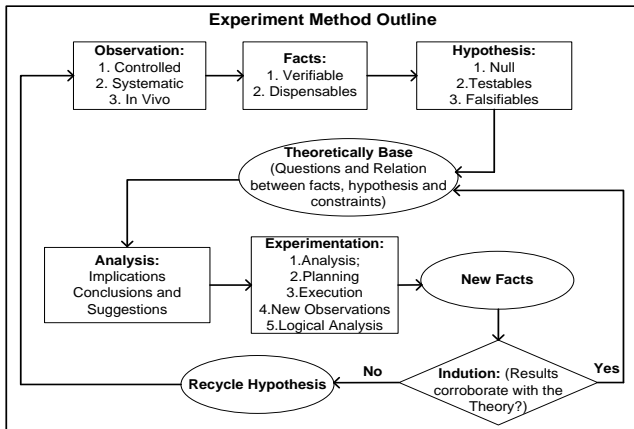 Experiment Method Outline
Observation:
1. Controlled
2. Systematic
3. In Vivo
Facts:
1. Verifiable
2. Dispensables
Hypothesis:
1. Null
2.Testables
3. Falsifiables
Theoretically Base
(Questions and Relation
between facts, hypothesis and
constraints)
Analysis:
Implications
Conclusions and
Suggestions
Experimentation:
1.Analysis;
2.Planning
3.Execution
4.New Observations
5.Logical Analysis
New Facts
Indution: (Results
corroborate with the
Theory?)
Yes
No
Recycle Hypothesis